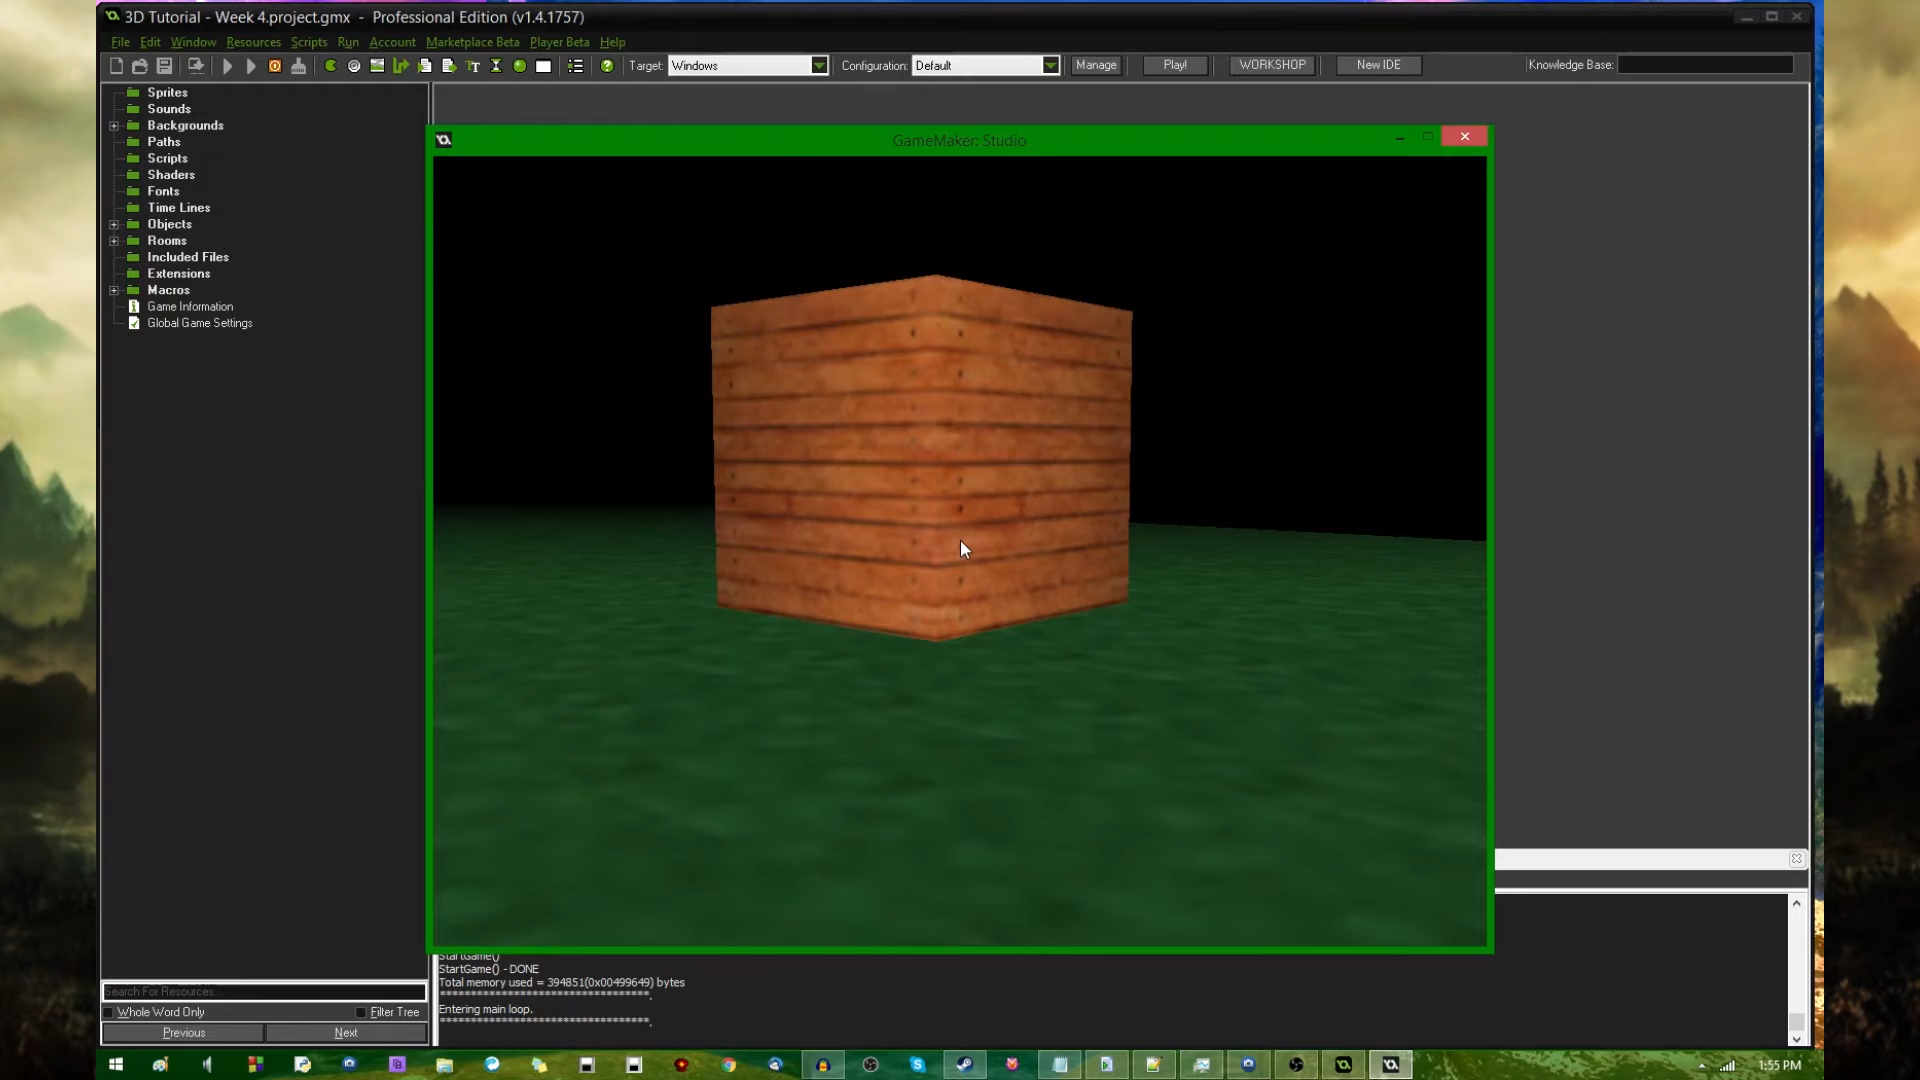 3D Tutorial - Week 4.project.gmx - Professional Edition (v1.4.1757)
File Edit Window Resources Scripts Run Account Marketplace Beta Player Beta Help
Target: Windows Configuration: Default Manage Play! WORKSHOP New IDE Knowledge Base:
Sprites
Sounds
Backgrounds
Paths
Scripts
Shaders
Fonts
Time Lines
Objects
Rooms
Included Files
Extensions
Macros
Game Information
Global Game Settings
GameMaker: Studio
StartGame()
StartGame() - DONE
Total memory used = 394851(0x00499649) bytes
**********************************.
Entering main loop.
**********************************.
Search For Resources...
Whole Word Only Filter Tree
Previous Next
1:55 PM